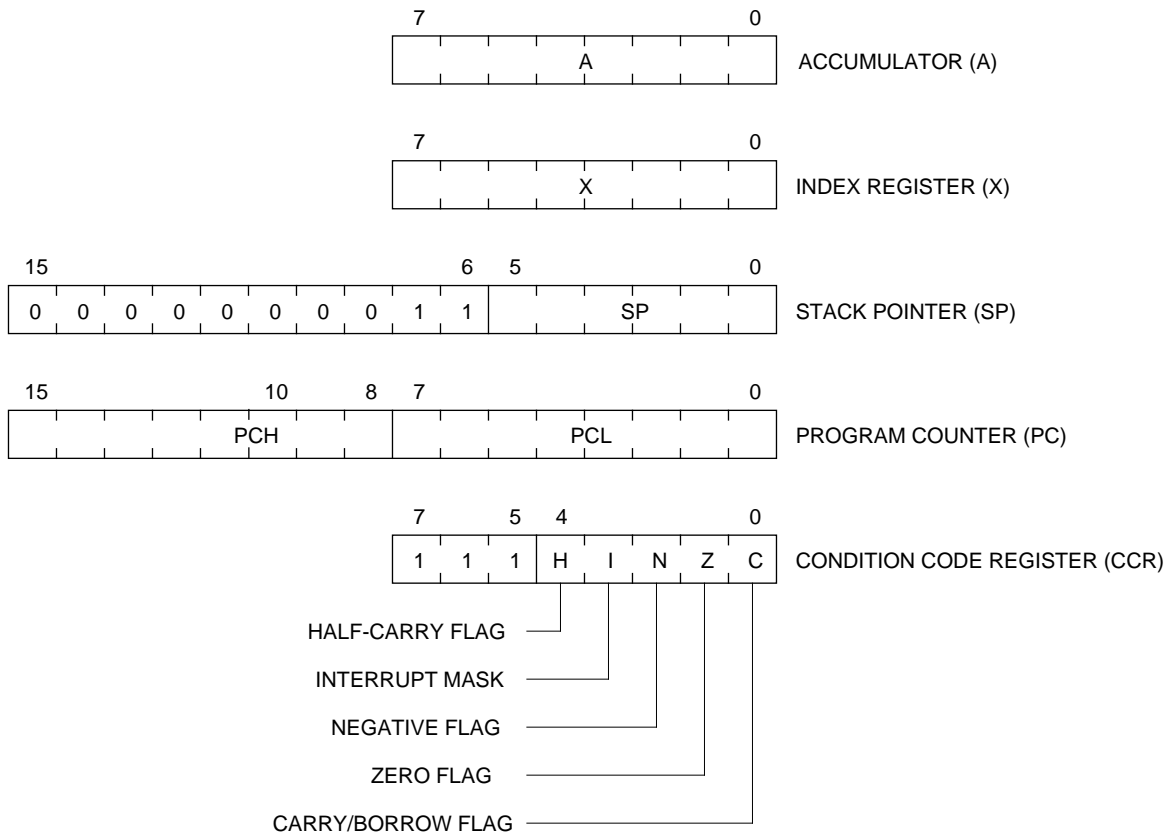 7 0
A ACCUMULATOR (A)
7 0
X INDEX REGISTER (X)
15 6 5 0
0 0 0 0 0 0 0 0 1 1 SP STACK POINTER (SP)
15 10 8 7 0
PCH PCL PROGRAM COUNTER (PC)
7 5 4 0
1 1 1 H I N Z C CONDITION CODE REGISTER (CCR)
HALF-CARRY FLAG
INTERRUPT MASK
NEGATIVE FLAG
ZERO FLAG
CARRY/BORROW FLAG